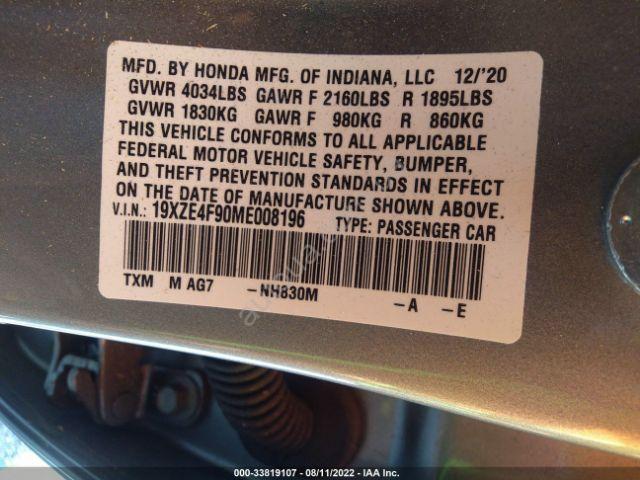 MFD. BY HONDA MFG. OF INDIANA, LLC 12/'20
GVWR 4034LBS GAWR F 2160LBS R 1895LBS
GVWR 1830KG GAWR F 980KG R 860KG
THIS VEHICLE CONFORMS TO ALL APPLICABLE
FEDERAL MOTOR VEHICLE SAFETY, BUMPER,
AND THEFT PREVENTION STANDARDS IN EFFECT
ON THE DATE OF MANUFACTURE SHOWN ABOVE.
V.I.N.: 19XZE4F90ME008196 TYPE: PASSENGER CAR
TXM M AG7 -NH830M -A -E
000-33819107 - 08/11/2022 - IAA Inc.